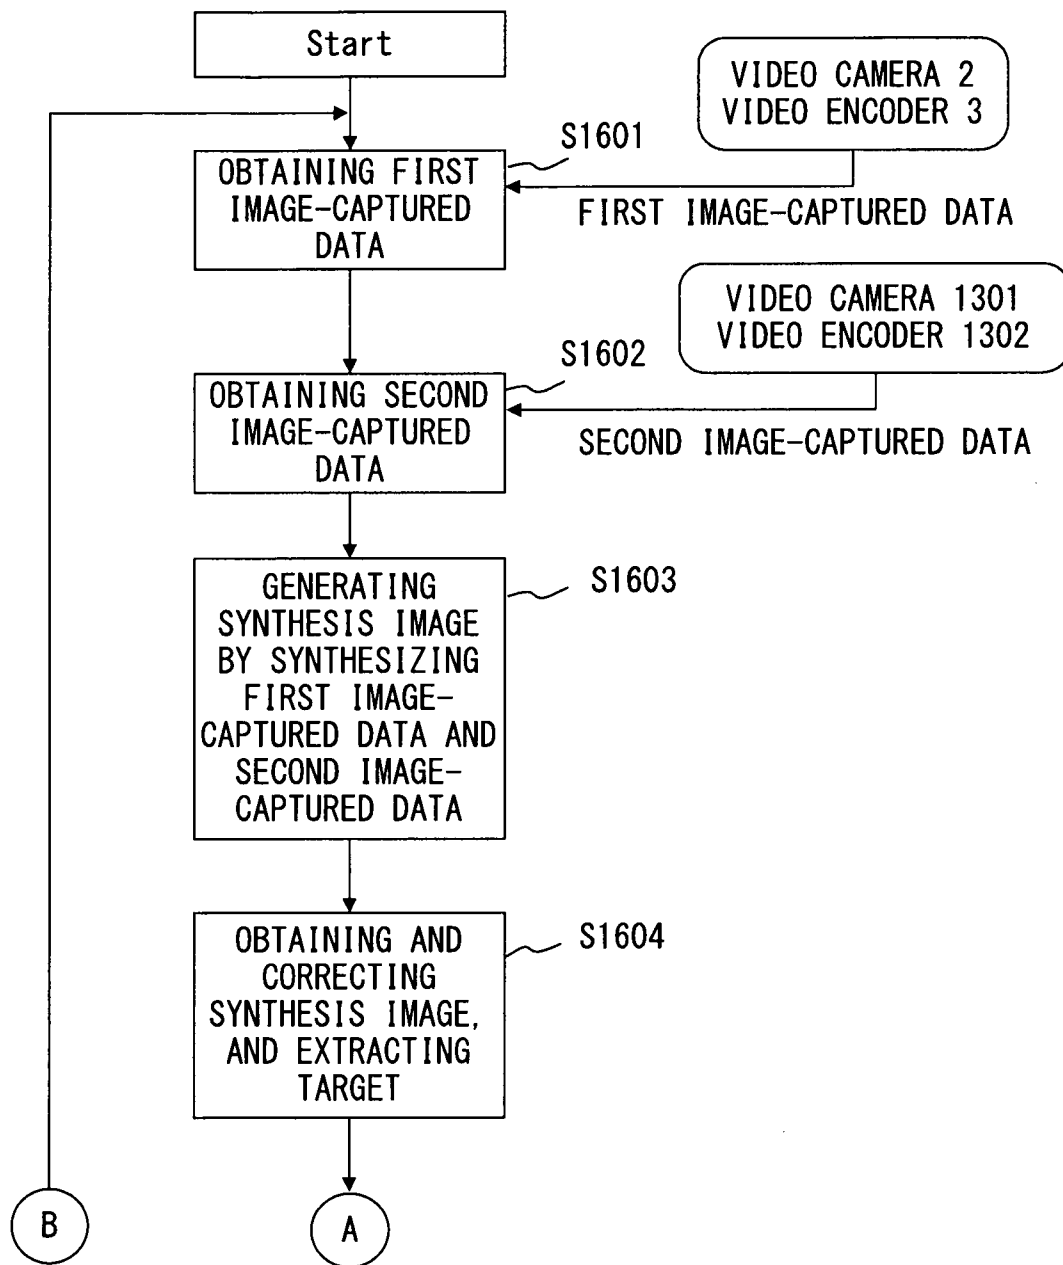 Start
VIDEO CAMERA 2
VIDEO ENCODER 3
S1601
OBTAINING FIRST
IMAGE-CAPTURED
DATA
FIRST IMAGE-CAPTURED DATA
VIDEO CAMERA 1301
VIDEO ENCODER 1302
S1602
OBTAINING SECOND
IMAGE-CAPTURED
DATA
SECOND IMAGE-CAPTURED DATA
S1603
GENERATING
SYNTHESIS IMAGE
BY SYNTHESIZING
FIRST IMAGE-
CAPTURED DATA AND
SECOND IMAGE-
CAPTURED DATA
S1604
OBTAINING AND
CORRECTING
SYNTHESIS IMAGE,
AND EXTRACTING
TARGET
B
A